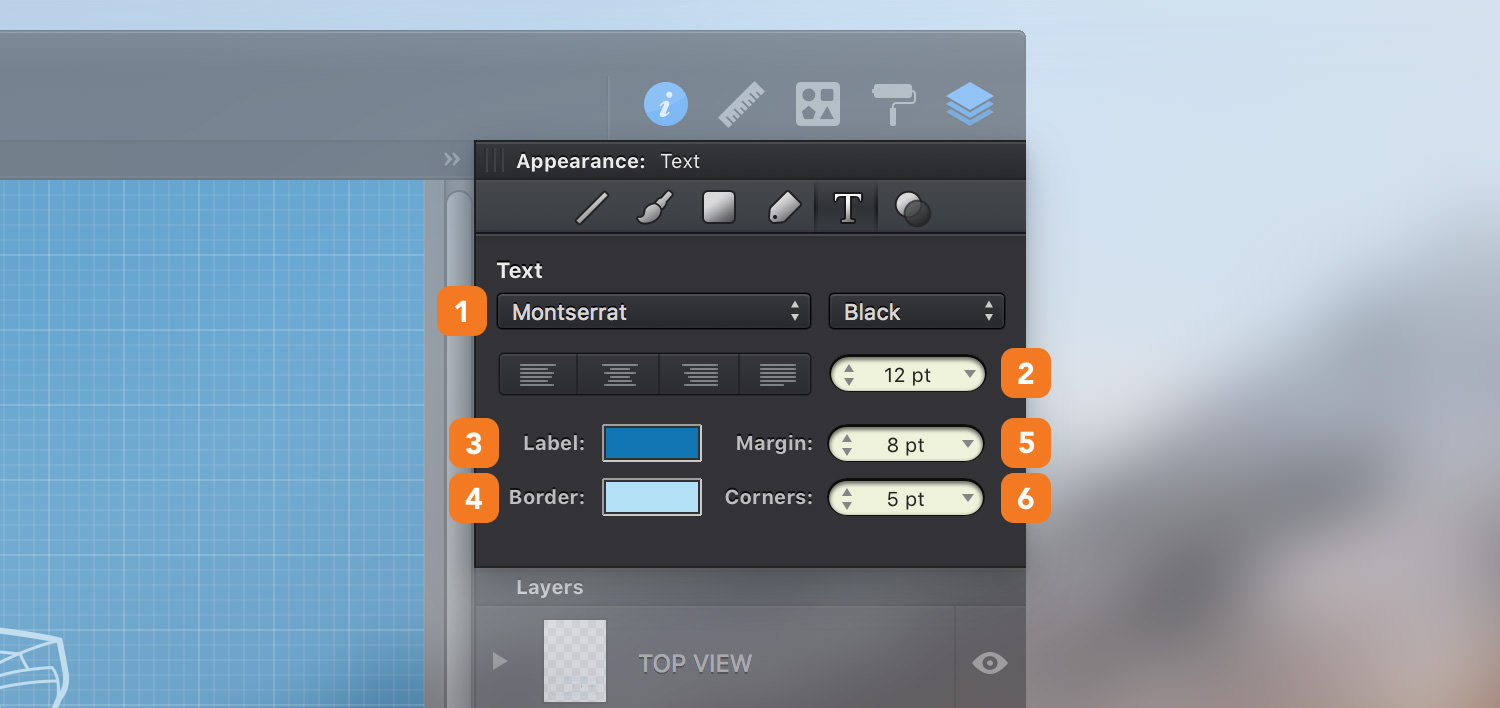 i
Appearance: Text
T
Text
1 Montserrat Black
12 pt 2
3 Label: Margin: 8 pt 5
4 Border: Corners: 5 pt 6
Layers
TOP VIEW